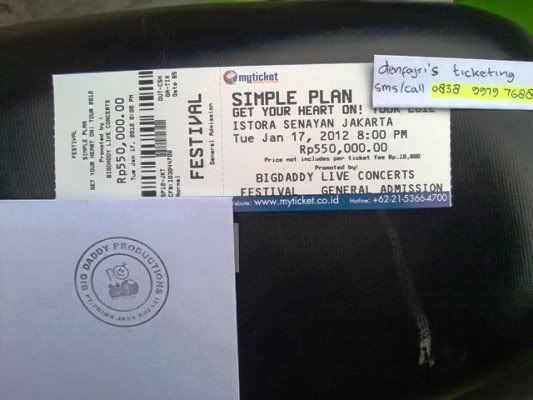 denfajri's ticketing
sms/call 0838 9979 7688
myticket
SIMPLE PLAN
GET YOUR HEART ON! TOUR 2012
ISTORA SENAYAN JAKARTA
Tue Jan 17, 2012 8:00 PM
Rp550,000.00
Price not includes per ticket fee Rp.10,000
Promoted by:
BIGDADDY LIVE CONCERTS
FESTIVAL GENERAL ADMISSION
Website: www.myticket.co.id Hotline: +62-21-5366-4700
FESTIVAL
General Admission
FESTIVAL
SIMPLE PLAN
GET YOUR HEART ON! TOUR 2012
Promoted by:
BIGDADDY LIVE CONCERTS
Tue Jan 17, 2012 8:00 PM
Rp550,000.00
Normal
BIG DADDY PRODUCTIONS